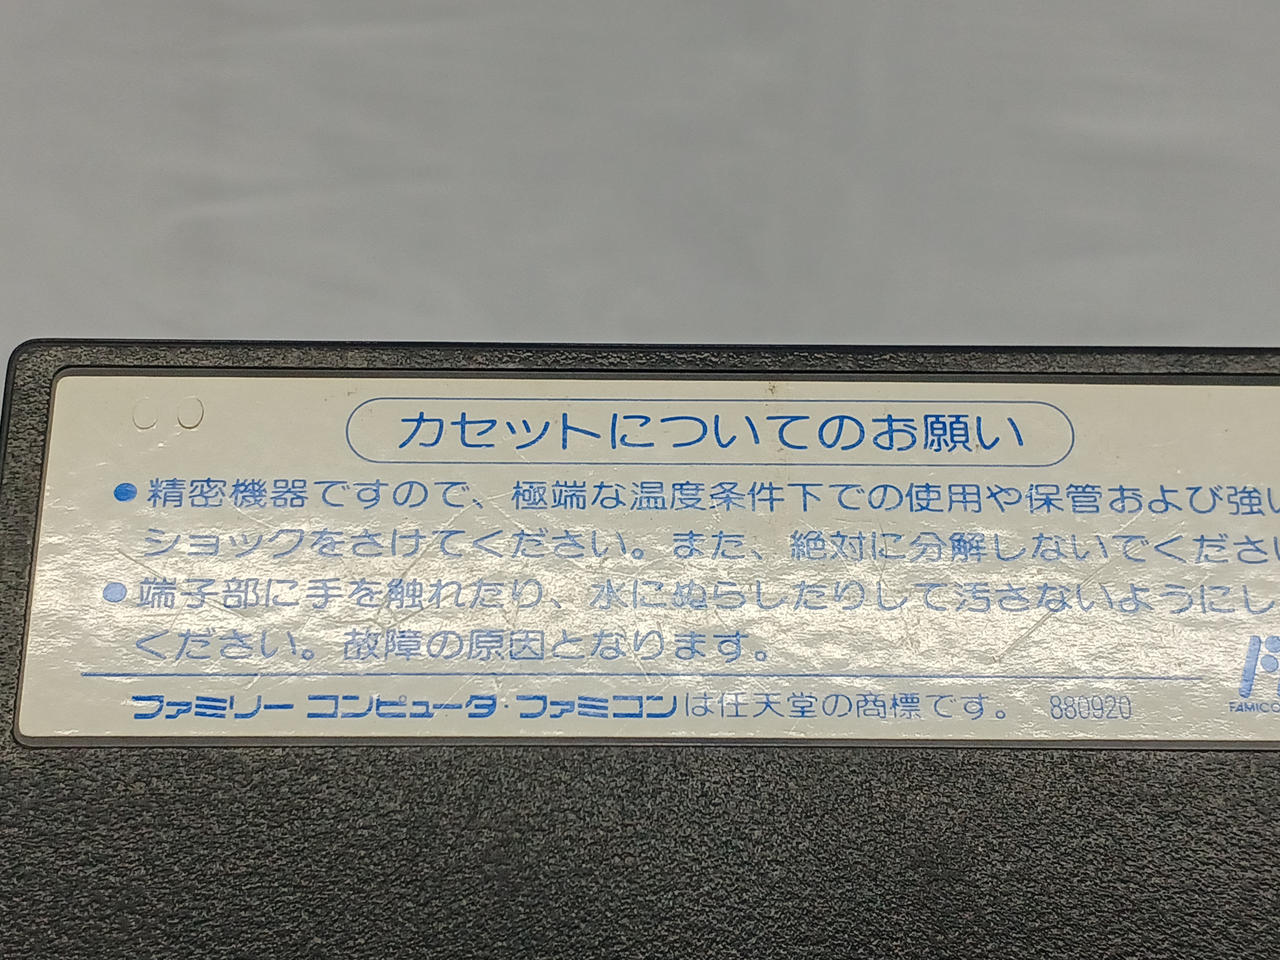 カセットについてのお願い
●精密機器ですので、極端な温度条件下での使用や保管および強い
ショックをさけてください。また、絶対に分解しないでくださ
●端子部に手を触れたり、水にぬらしたりして汚さないようにし
ください。故障の原因となります。
ファミリーコンピュータ・ファミコンは任天堂の商標です。 880920
FAMICO